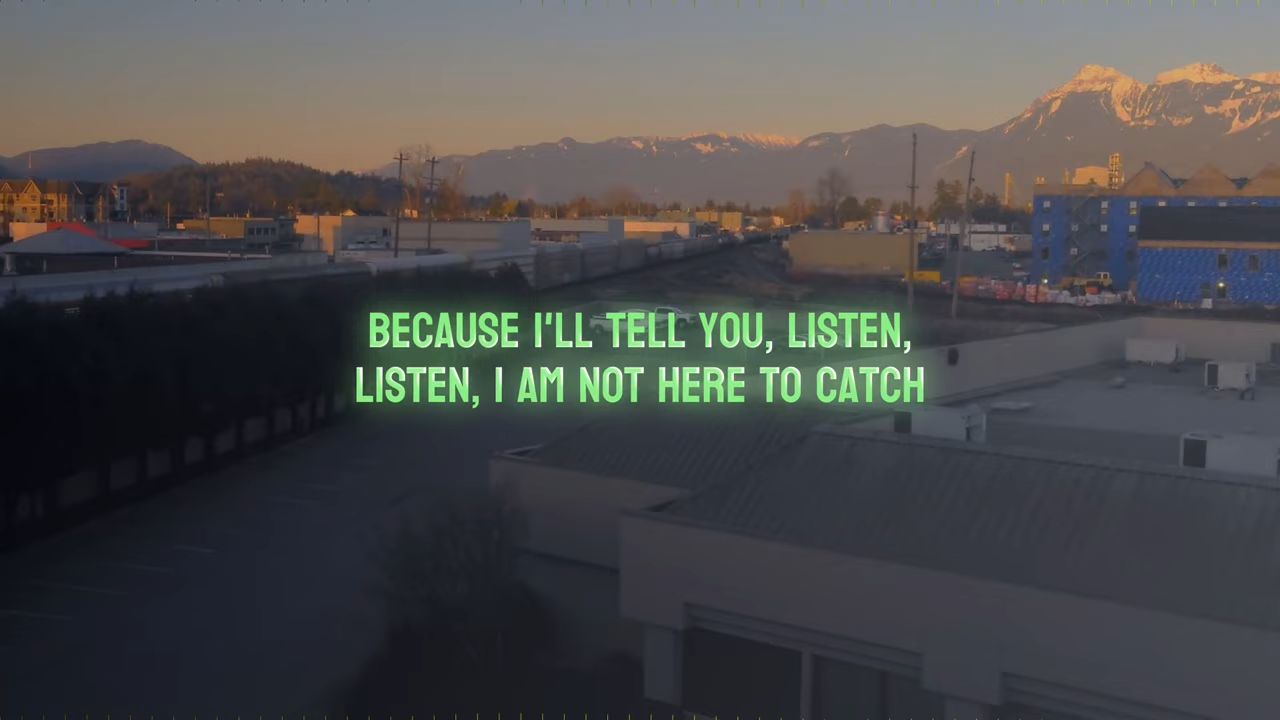 BECAUSE I'LL TELL YOU, LISTEN,
LISTEN, I AM NOT HERE TO CATCH